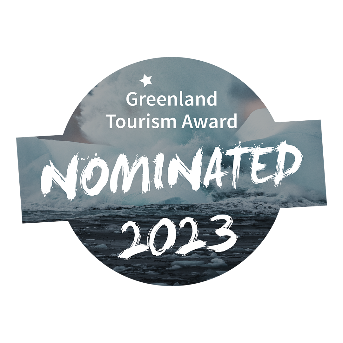 Greenland
Tourism Award
NOMINATED
2023